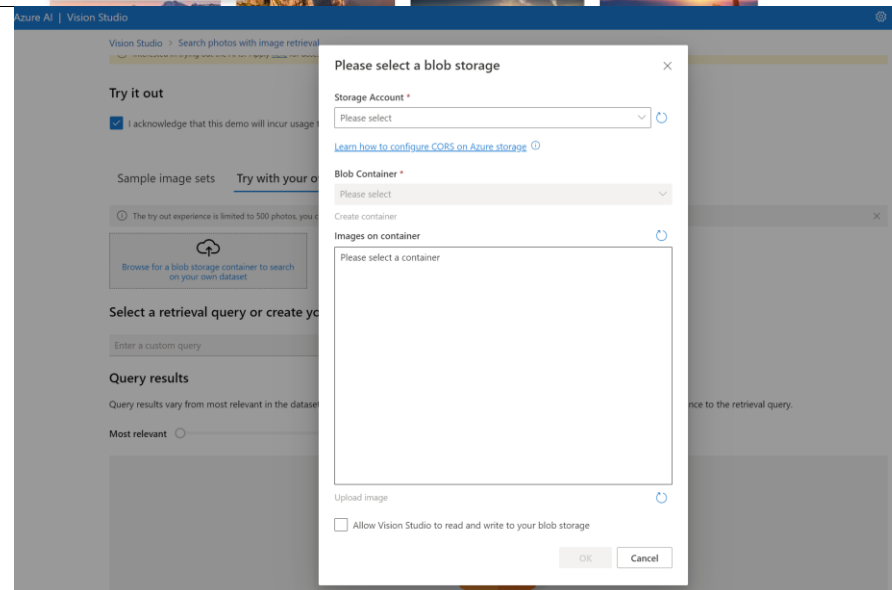 Azure AI | Vision Studio
Vision Studio > Search photos with image retrieval
Please select a blob storage
Try it out
Storage Account *
I acknowledge that this demo will incur usage
Please select
Learn how to configure CORS on Azure storage
Blob Container *
Sample image sets Try with your o
Please select
The try out experience is limited to 500 photos, you c
Create container
Images on container
Please select a container
Browse for a blob storage container to search
on your own dataset
Select a retrieval query or create yo
Enter a custom query
Query results
Query results vary from most relevant in the dataset
nce to the retrieval query.
Most relevant
Upload image
Allow Vision Studio to read and write to your blob storage
OK Cancel